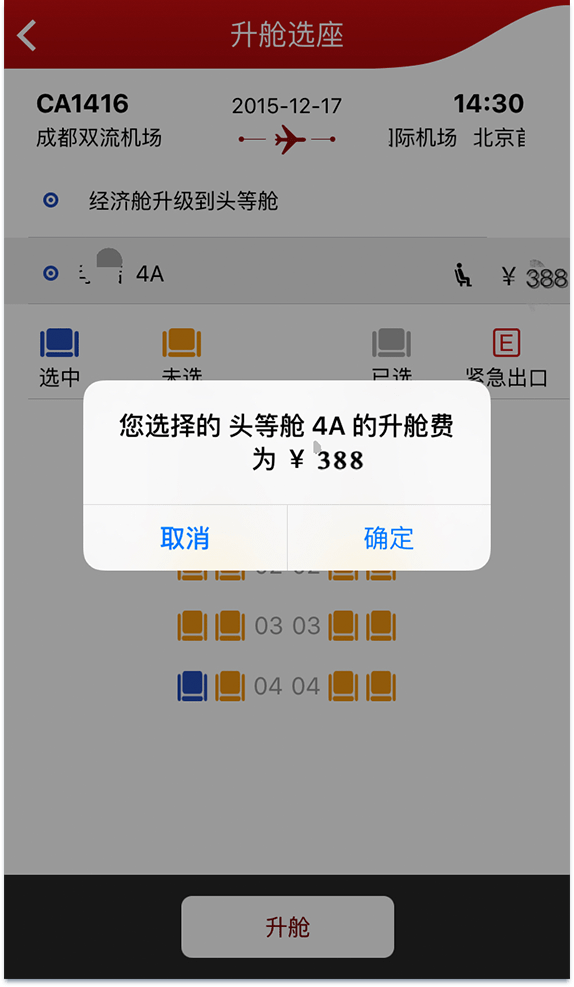 升舱选座
CA1416 2015-12-17 14:30
成都双流机场 国际机场 北京首
经济舱升级到头等舱
4A ¥ 388
选中 未选 已选 E 紧急出口
您选择的 头等舱 4A 的升舱费
为 ¥ 388
取消 确定
02 02
03 03
04 04
升舱